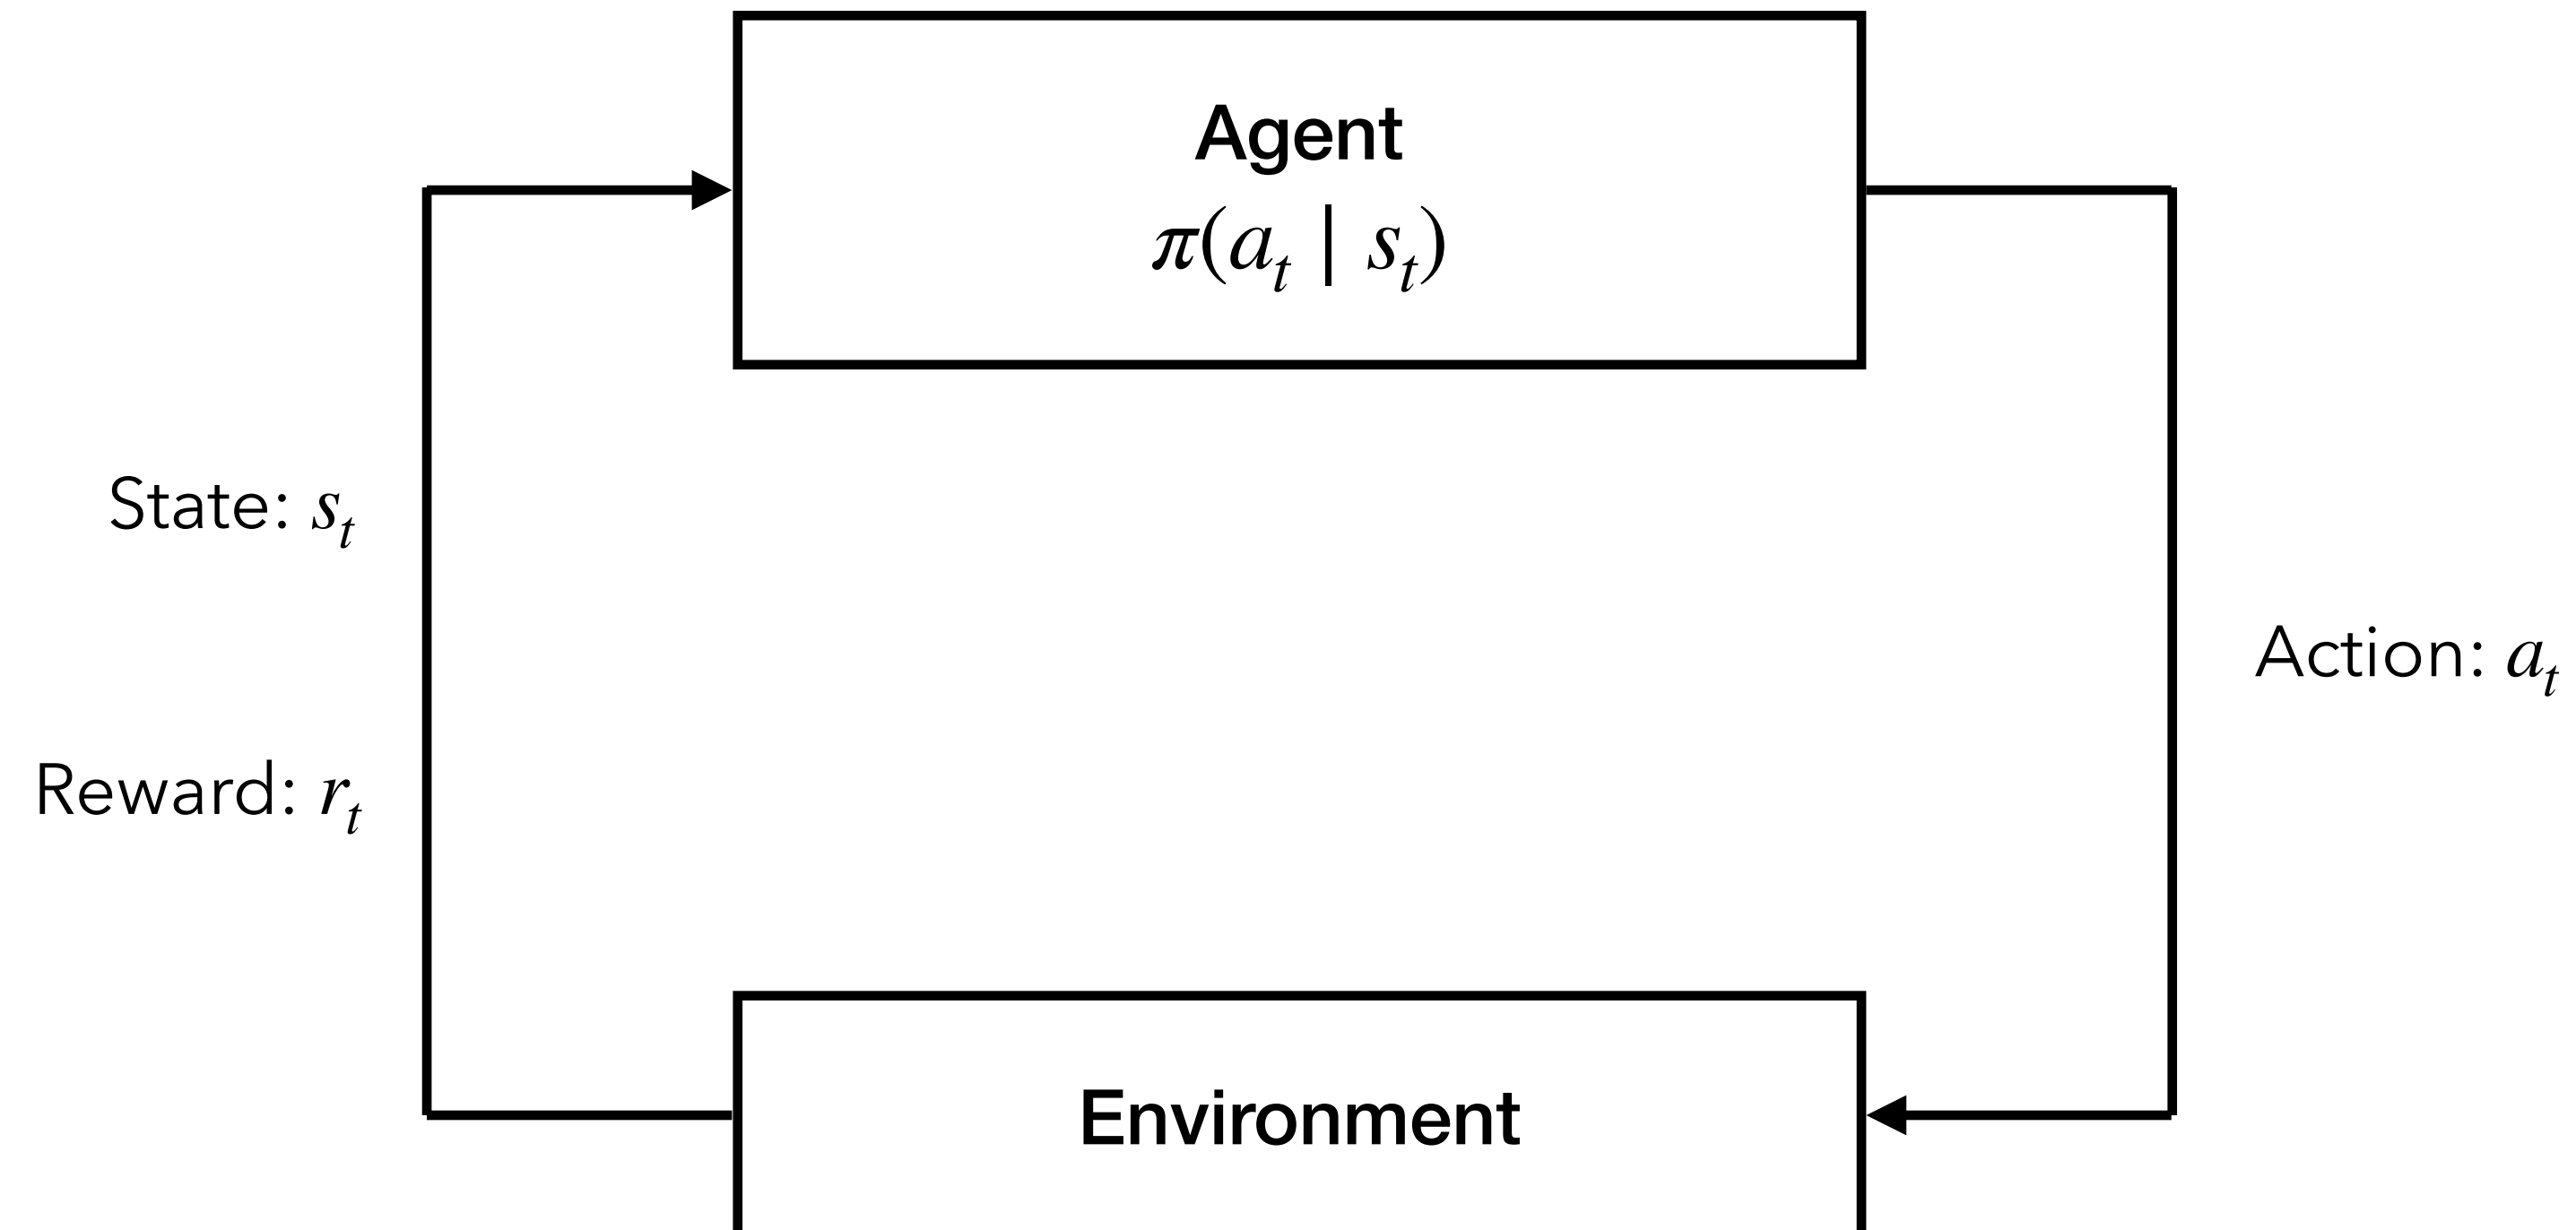 Agent
π(a_t | s_t)
State: s_t
Action: a_t
Reward: r_t
Environment